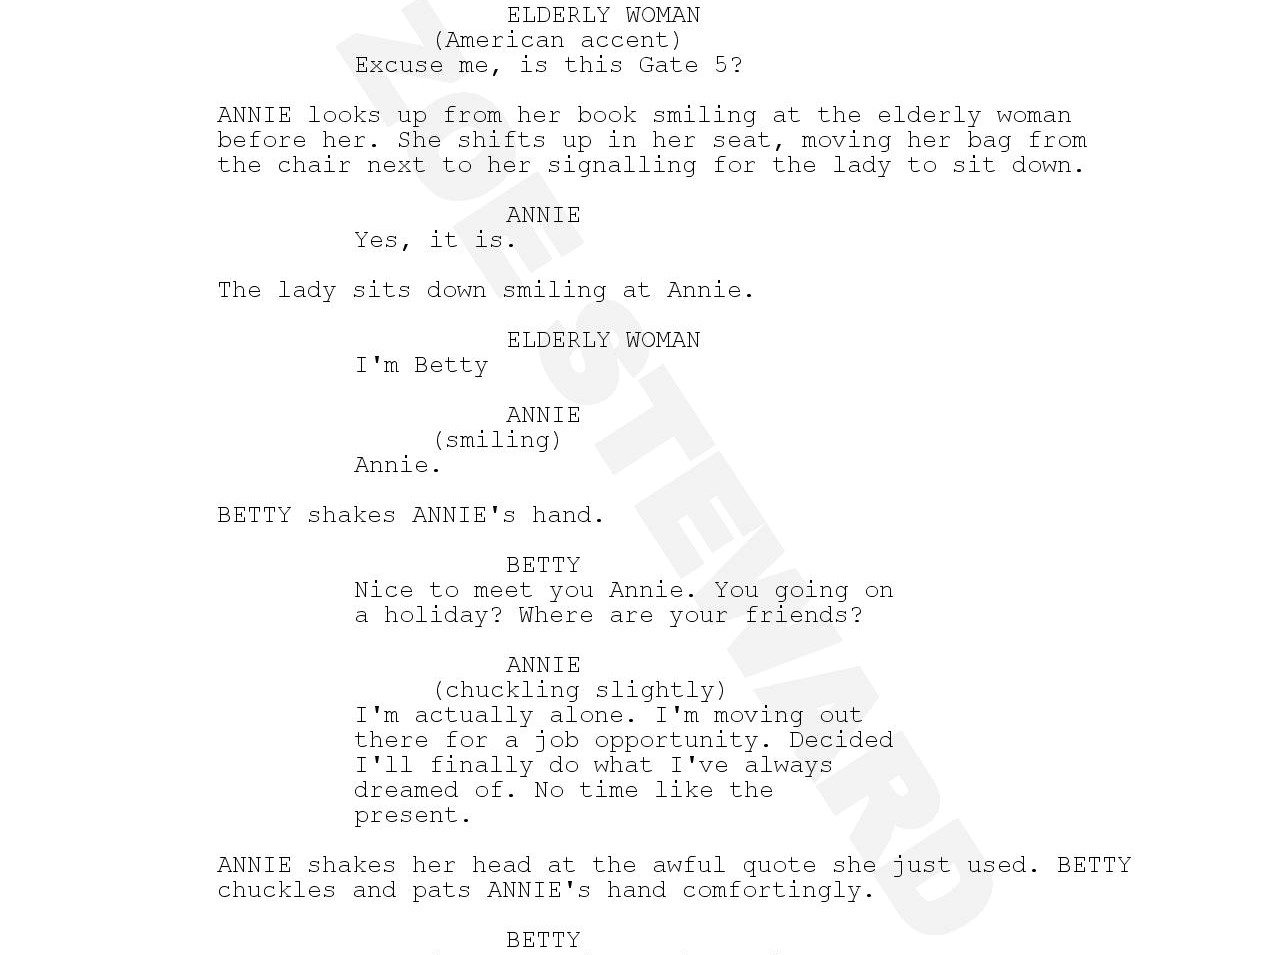 ELDERLY WOMAN
(American accent)
Excuse me, is this Gate 5?
ANNIE looks up from her book smiling at the elderly woman
before her. She shifts up in her seat, moving her bag from
the chair next to her signalling for the lady to sit down.
ANNIE
Yes, it is.
The lady sits down smiling at Annie.
ELDERLY WOMAN
I'm Betty
ANNIE
(smiling)
Annie.
BETTY shakes ANNIE's hand.
BETTY
Nice to meet you Annie. You going on
a holiday? Where are your friends?
ANNIE
(chuckling slightly)
I'm actually alone. I'm moving out
there for a job opportunity. Decided
I'll finally do what I've always
dreamed of. No time like the
present.
ANNIE shakes her head at the awful quote she just used. BETTY
chuckles and pats ANNIE's hand comfortingly.
BETTY
ZOE STEWARD